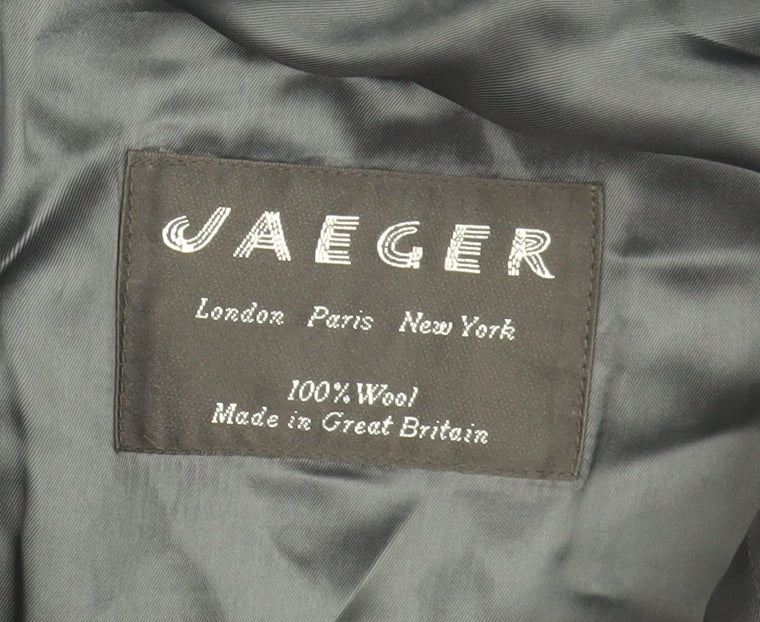 JAEGER
London Paris New York
100% Wool
Made in Great Britain